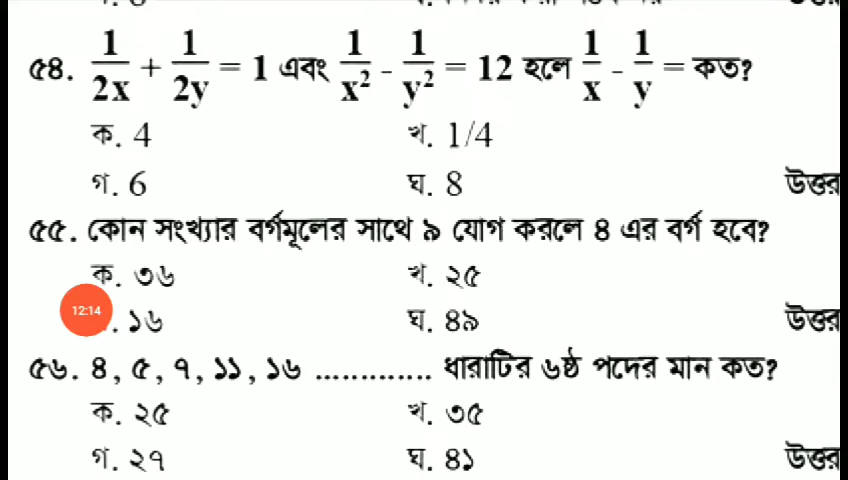 ৫৪. 1/2x + 1/2y = 1 এবং 1/x² - 1/y² = 12 হলে 1/x - 1/y = কত?
ক. 4 খ. 1/4
গ. 6 ঘ. 8 উত্তর
৫৫. কোন সংখ্যার বর্গমূলের সাথে ৯ যোগ করলে ৪ এর বর্গ হবে?
ক. ৩৬ খ. ২৫
12:14 . ১৬ ঘ. ৪৯ উত্তর
৫৬. ৪, ৫, ৭, ১১, ১৬ ............. ধারাটির ৬ষ্ঠ পদের মান কত?
ক. ২৫ খ. ৩৫
গ. ২৭ ঘ. ৪১ উত্তর